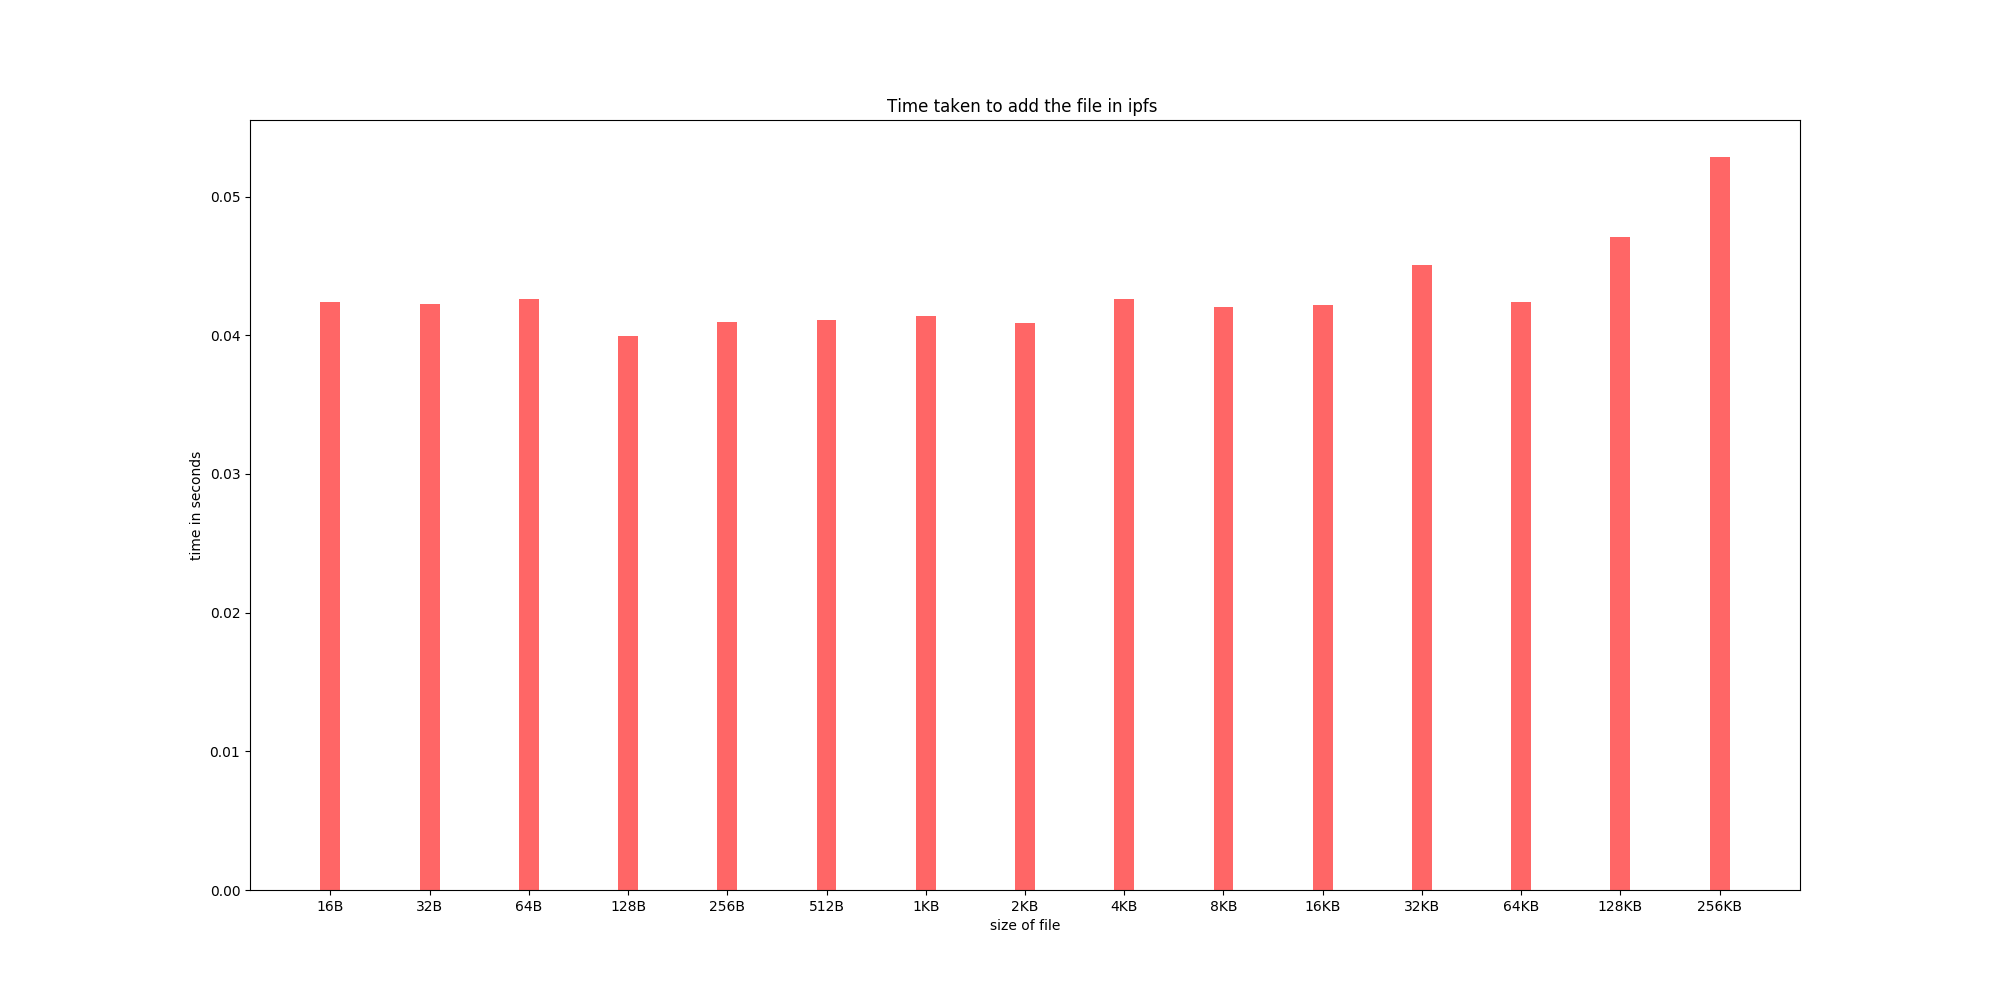 Time taken to add the file in ipfs
0.05
0.04
0.03
0.02
0.01
0.00
time in seconds
16B 32B 64B 128B 256B 512B 1KB 2KB 4KB 8KB 16KB 32KB 64KB 128KB 256KB
size of file